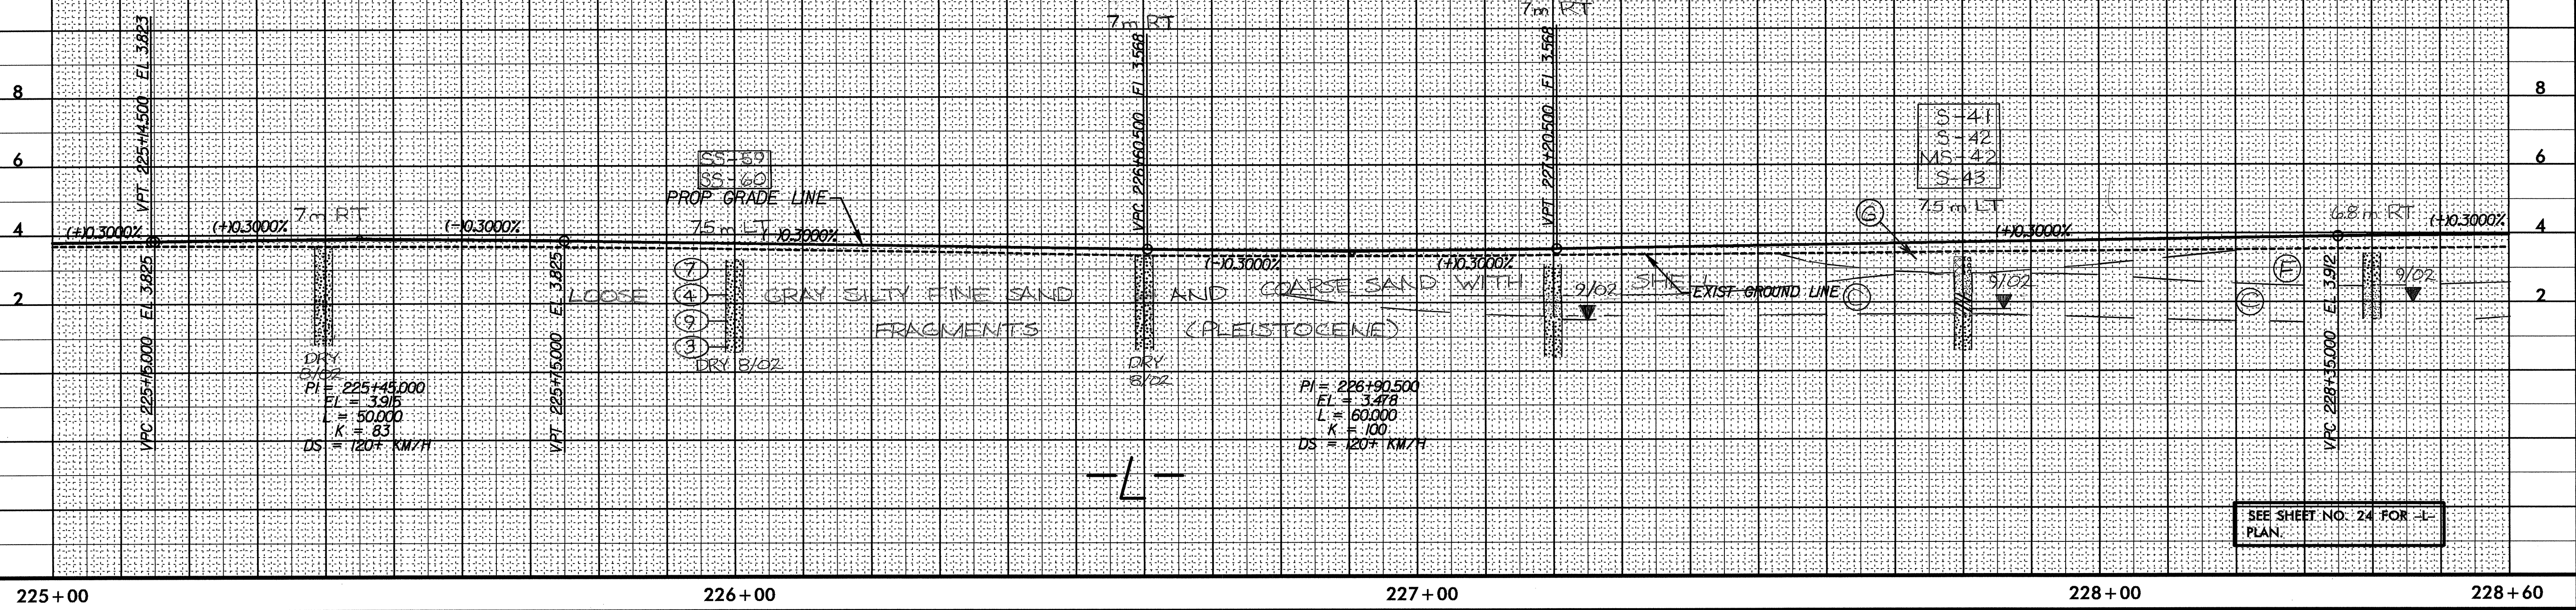 7m RT
7m RT
VPT 225+14.500 EL 3.823
VPC 226+60.500 EL 3.568
VPT 227+20.500 EL 3.568
8
8
S-41
S-42
MS-42
S-43
6
6
SS-59
SS-60
PROP GRADE LINE
7m RT
7.5 m LT
7.5 m LT
G
6.8 m RT
4
(+)0.3000%
(+)0.3000%
(-)0.3000%
)0.3000%
(-)0.3000%
(+)0.3000%
(+)0.3000%
(+)0.3000%
4
7
4
9
3
LOOSE GRAY SILTY FINE SAND AND COARSE SAND WITH SHELL
FRAGMENTS (PLEISTOCENE)
EXIST GROUND LINE
9/02
9/02
9/02
C
F
C
2
2
VPC 225+15.000 EL 3.825
VPT 225+75.000 EL 3.825
VPC 228+35.000 EL 3.912
DRY
8/02
DRY 8/02
DRY
8/02
PI = 225+45.000
EL = 3.915
L = 50.000
K = 83
DS = 120+ KM/H
PI = 226+90.500
EL = 3.478
L = 60.000
K = 100
DS = 120+ KM/H
-L-
SEE SHEET NO. 24 FOR -L-
PLAN.
225+00
226+00
227+00
228+00
228+60